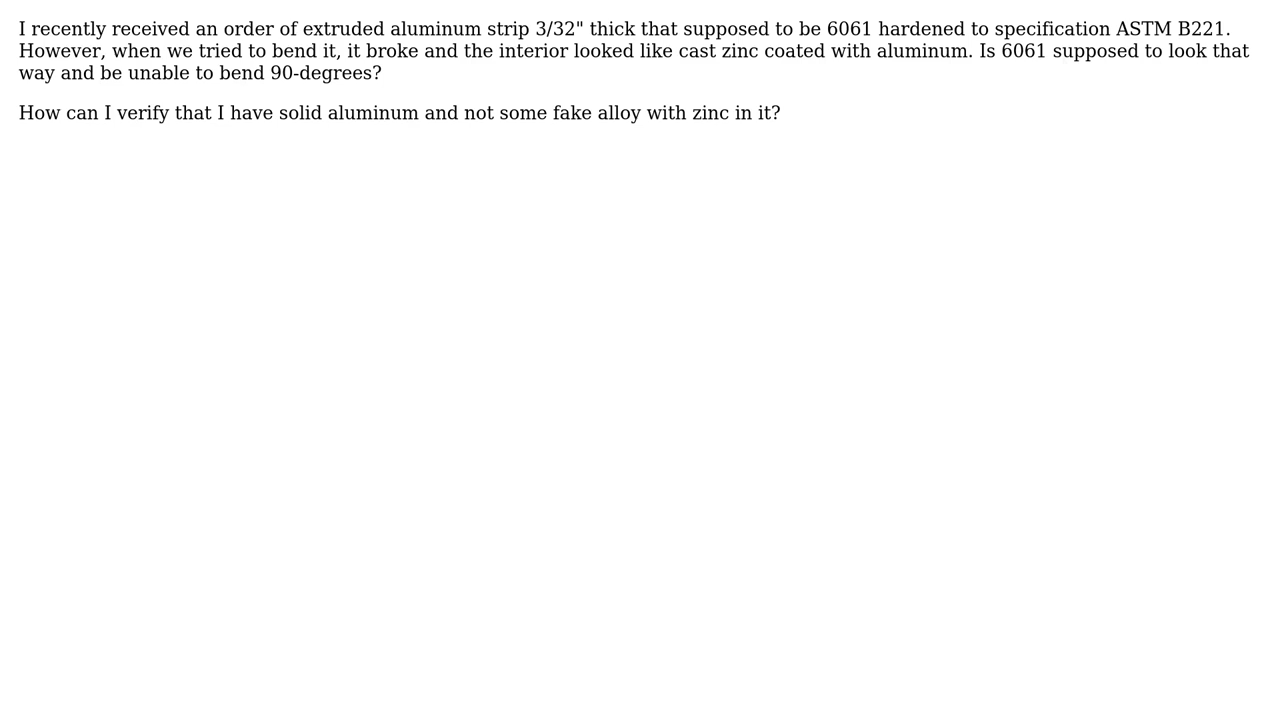 I recently received an order of extruded aluminum strip 3/32" thick that supposed to be 6061 hardened to specification ASTM B221.
However, when we tried to bend it, it broke and the interior looked like cast zinc coated with aluminum. Is 6061 supposed to look that
way and be unable to bend 90-degrees?
How can I verify that I have solid aluminum and not some fake alloy with zinc in it?